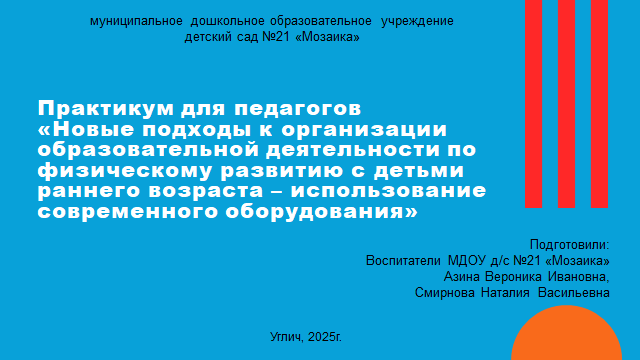 муниципальное дошкольное образовательное учреждение
детский сад №21 «Мозаика»
Практикум для педагогов
«Новые подходы к организации
образовательной деятельности по
физическому развитию с детьми
раннего возраста – использование
современного оборудования»
Подготовили:
Воспитатели МДОУ д/с №21 «Мозаика»
Азина Вероника Ивановна,
Смирнова Наталия Васильевна
Углич, 2025г.